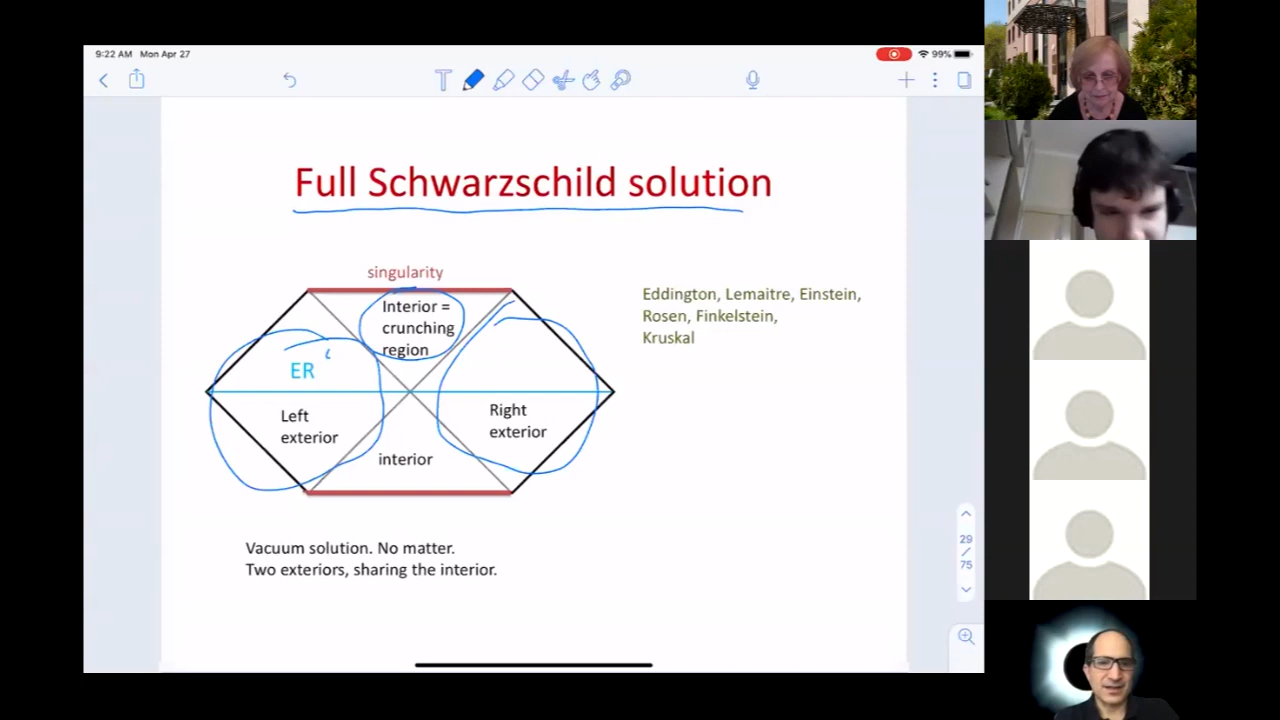 9:22 AM Mon Apr 27
99%
T
Full Schwarzschild solution
singularity
Interior =
crunching
region
Eddington, Lemaitre, Einstein,
Rosen, Finkelstein,
Kruskal
ER
Left
exterior
Right
exterior
interior
Vacuum solution. No matter.
Two exteriors, sharing the interior.
29
/
75